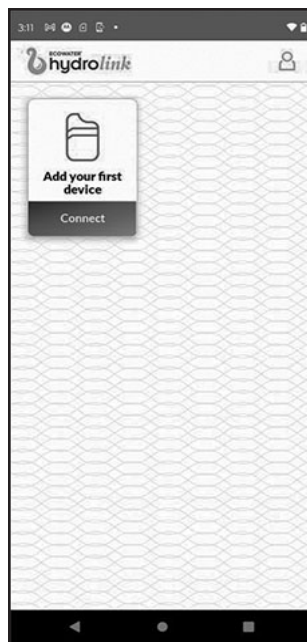 3:11
ECOWATER
hydrolink
Add your first
device
Connect